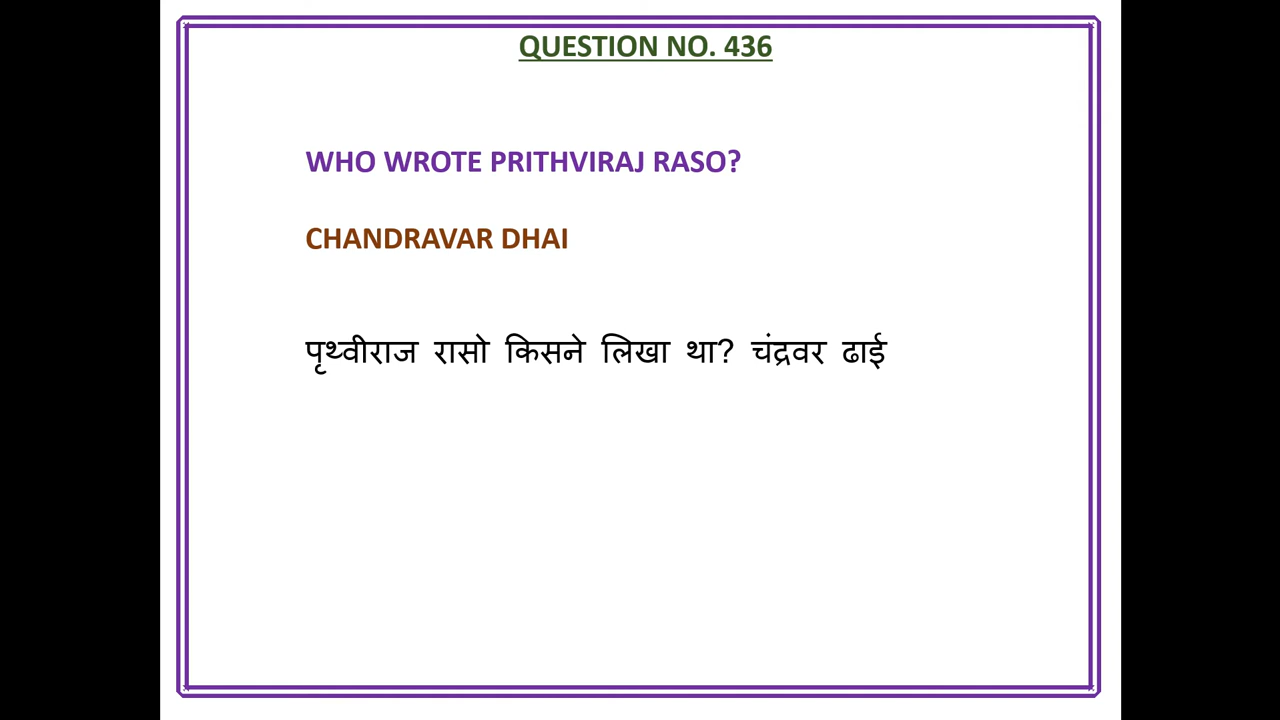 QUESTION NO. 436
WHO WROTE PRITHVIRAJ RASO?
CHANDRAVAR DHAI
पृथ्वीराज रासो किसने लिखा था? चंद्रवर ढाई